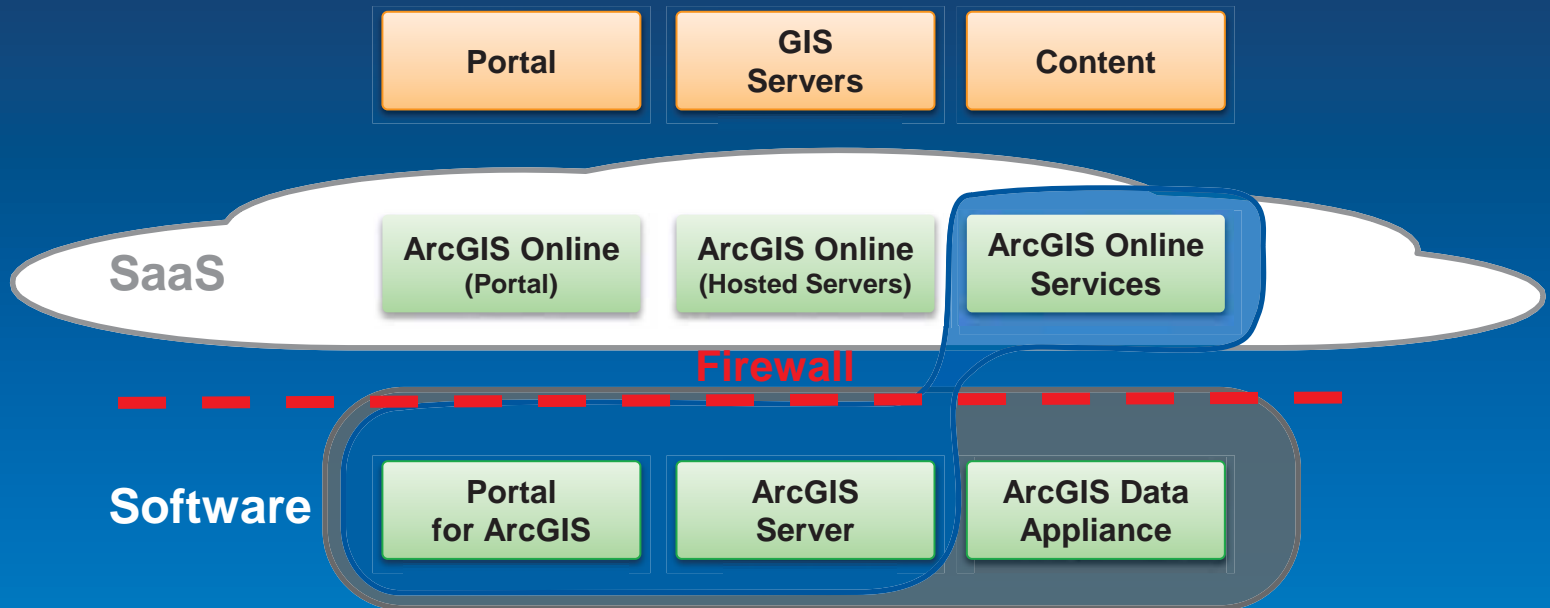 Portal
GIS
Servers
Content
SaaS
ArcGIS Online
(Portal)
ArcGIS Online
(Hosted Servers)
ArcGIS Online
Services
Firewall
Software
Portal
for ArcGIS
ArcGIS
Server
ArcGIS Data
Appliance